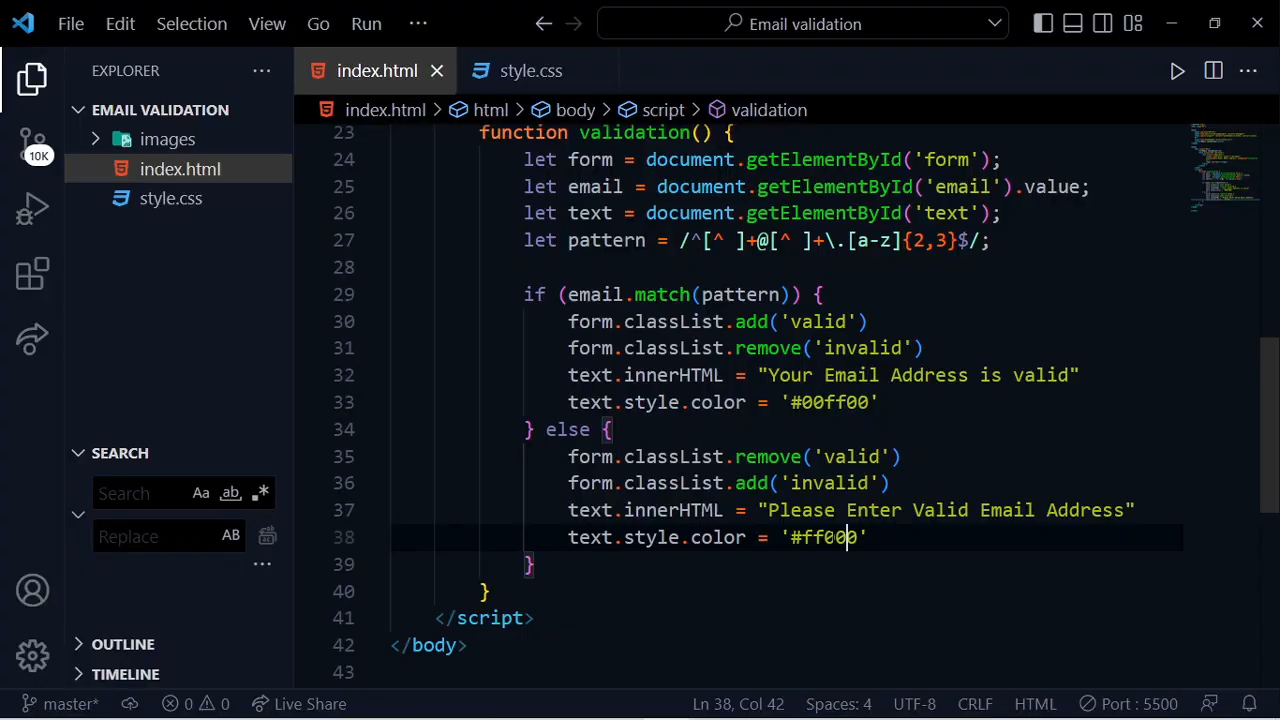 File Edit Selection View Go Run ··· Email validation
EXPLORER ···
index.html
style.css
EMAIL VALIDATION
index.html > html > body > script > validation
images
index.html
style.css
10K
23 function validation() {
24 let form = document.getElementById('form');
25 let email = document.getElementById('email').value;
26 let text = document.getElementById('text');
27 let pattern = /^[^ ]+@[^ ]+\.[a-z]{2,3}$/;
28
29 if (email.match(pattern)) {
30 form.classList.add('valid')
31 form.classList.remove('invalid')
32 text.innerHTML = "Your Email Address is valid"
33 text.style.color = '#00ff00'
34 } else {
35 form.classList.remove('valid')
36 form.classList.add('invalid')
37 text.innerHTML = "Please Enter Valid Email Address"
38 text.style.color = '#ff000'
39 }
40 }
41 </script>
42 </body>
43
SEARCH
Search Aa ab .*
Replace AB
···
OUTLINE
TIMELINE
master* 0 0 Live Share Ln 38, Col 42 Spaces: 4 UTF-8 CRLF HTML Port : 5500